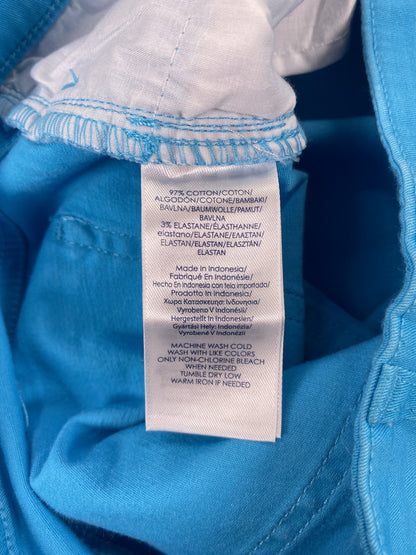 97% COTTON/COTON/
ALGODÓN/COTONE/BAMBAKI/
BAVLNA/BAUMWOLLE/PAMUT/
BAVLNA
3% ELASTANE/ÉLASTHANNE/
elastano/ELASTANE/ΕΛΑΣΤΑΝ/
ELASTAN/ELASTAN/ELASZTÁN/
ELASTAN
Made In Indonesia/
Fabriqué En Indonésie/
Hecho En Indonesia con tela importada/
Prodotto In Indonesia/
Χωρα Κατασκευην Ινδονησια/
Vyrobeno V Indonésii/
Hergestellt In Indonesien/
Gyártási Hely: Indonézia/
Vyrobené V Indonézii
MACHINE WASH COLD
WASH WITH LIKE COLORS
ONLY NON-CHLORINE BLEACH
WHEN NEEDED
TUMBLE DRY LOW
WARM IRON IF NEEDED